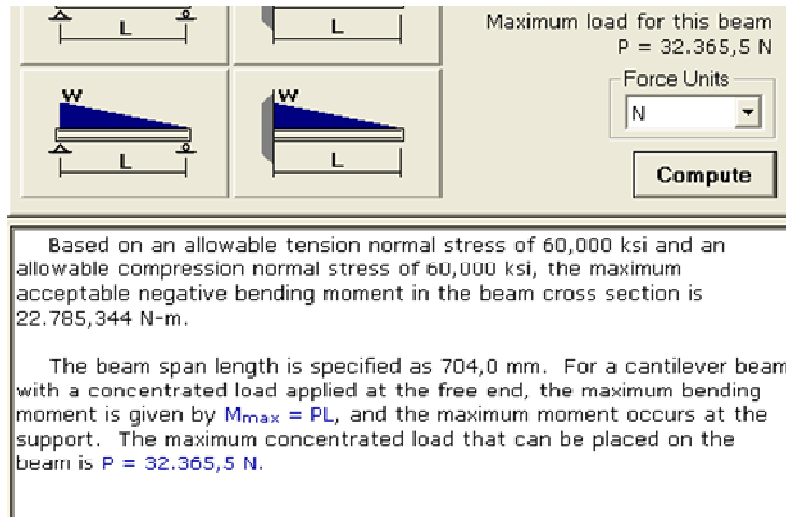 L
L
Maximum load for this beam
P = 32.365,5 N
Force Units
N
W
W
L
L
Compute
Based on an allowable tension normal stress of 60,000 ksi and an
allowable compression normal stress of 60,000 ksi, the maximum
acceptable negative bending moment in the beam cross section is
22.785,344 N-m.
The beam span length is specified as 704,0 mm. For a cantilever beam
with a concentrated load applied at the free end, the maximum bending
moment is given by Mmax = PL, and the maximum moment occurs at the
support. The maximum concentrated load that can be placed on the
beam is P = 32.365,5 N.